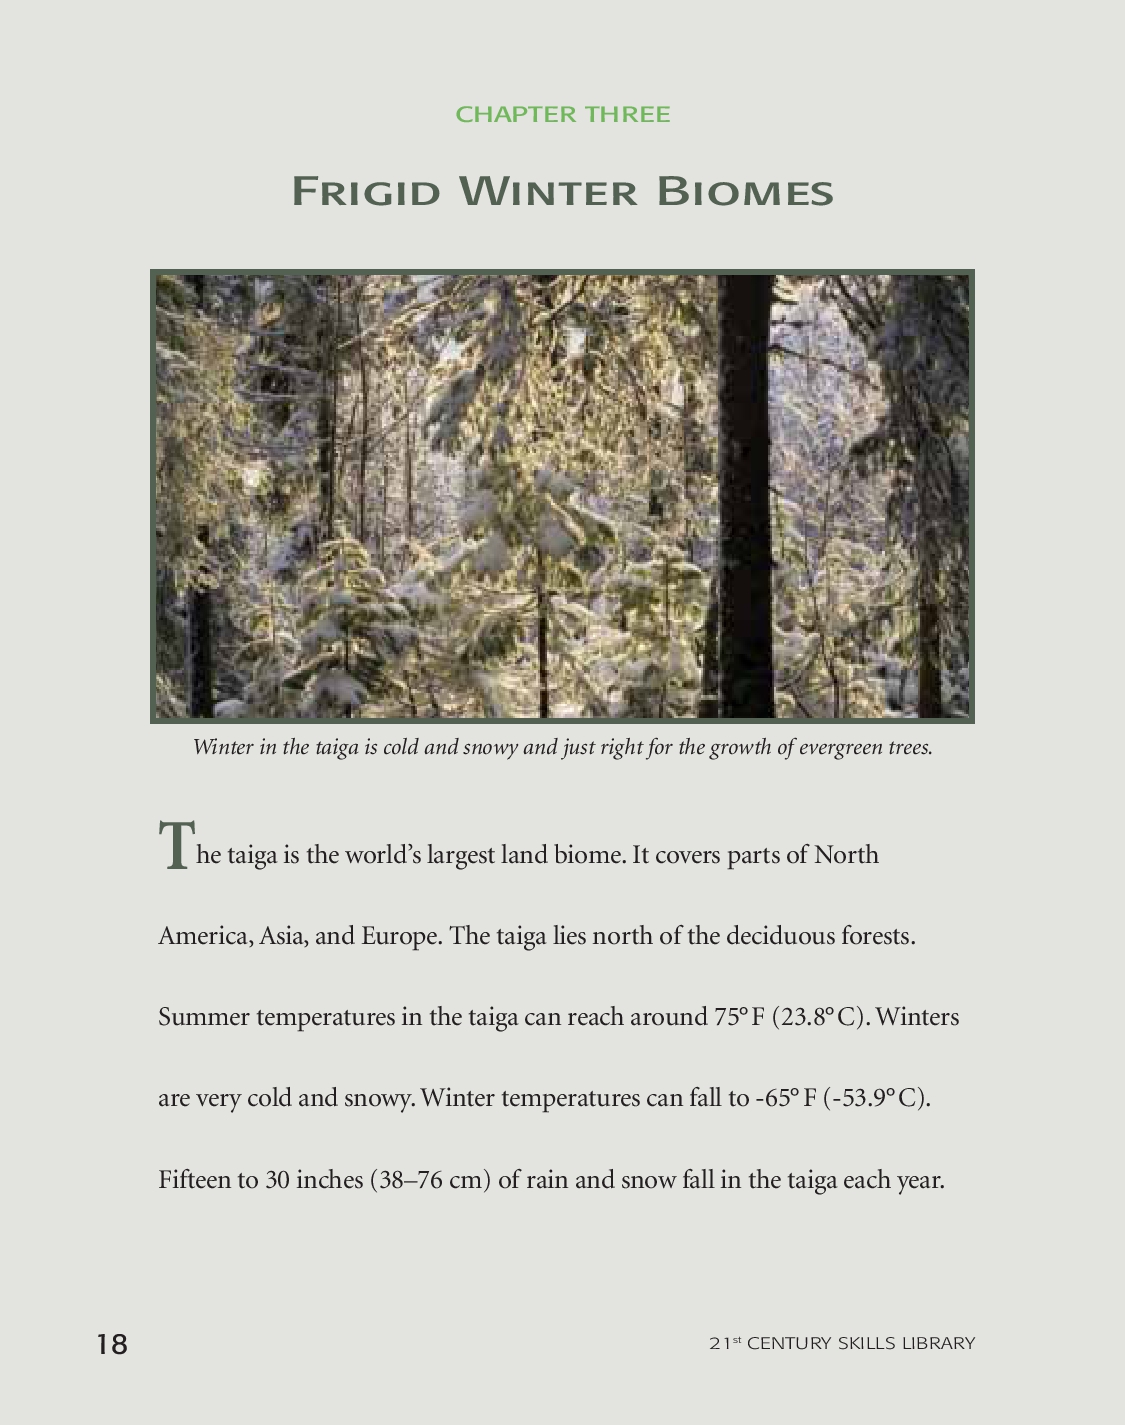 CHAPTER THREE
FRIGID WINTER BIOMES
Winter in the taiga is cold and snowy and just right for the growth of evergreen trees.
The taiga is the world’s largest land biome. It covers parts of North
America, Asia, and Europe. The taiga lies north of the deciduous forests.
Summer temperatures in the taiga can reach around 75° F (23.8° C). Winters
are very cold and snowy. Winter temperatures can fall to -65° F (-53.9° C).
Fifteen to 30 inches (38–76 cm) of rain and snow fall in the taiga each year.
18
21st CENTURY SKILLS LIBRARY